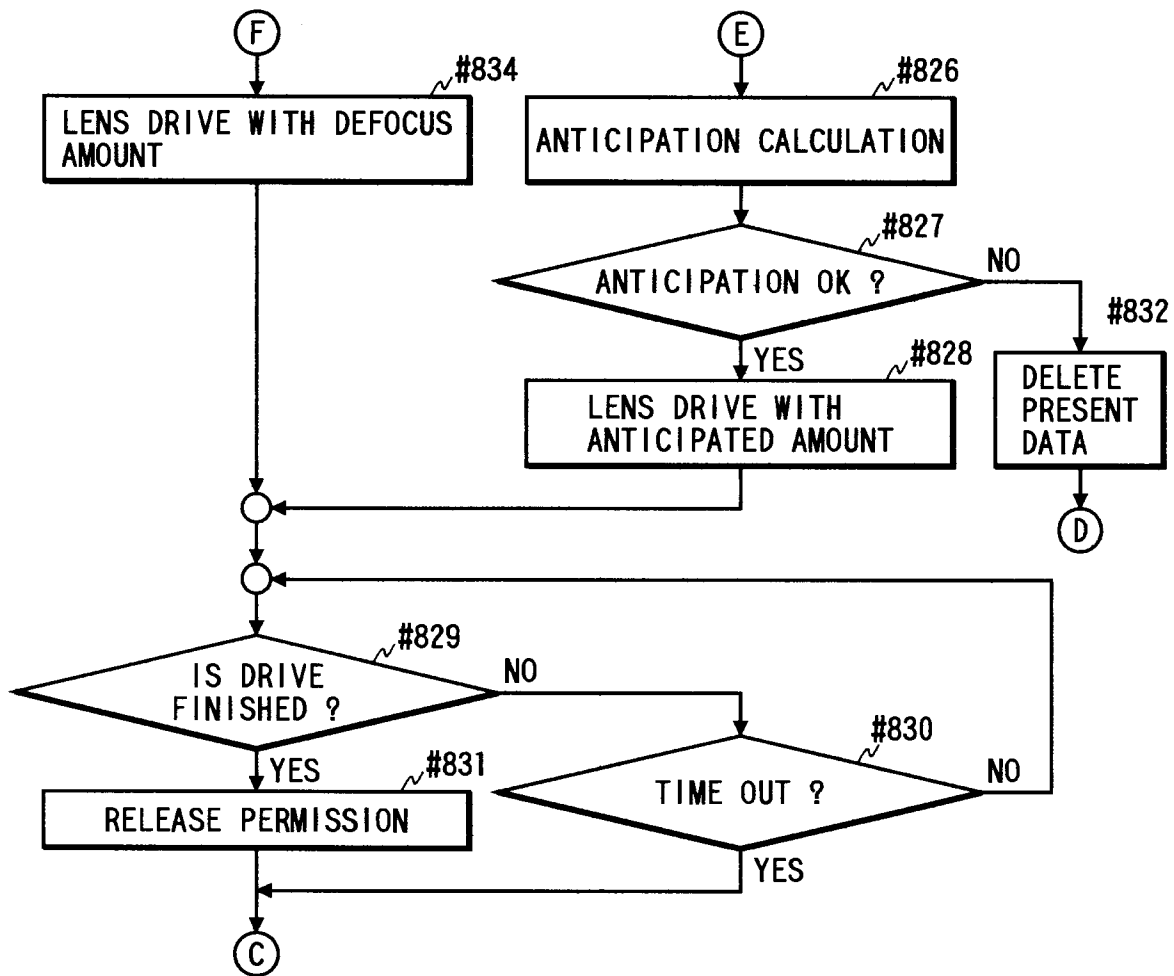 F
E
#834
#826
LENS DRIVE WITH DEFOCUS
AMOUNT
ANTICIPATION CALCULATION
#827
ANTICIPATION OK ?
NO
#832
YES
#828
LENS DRIVE WITH
ANTICIPATED AMOUNT
DELETE
PRESENT
DATA
D
#829
IS DRIVE
FINISHED ?
NO
#830
YES
#831
TIME OUT ?
NO
RELEASE PERMISSION
YES
C